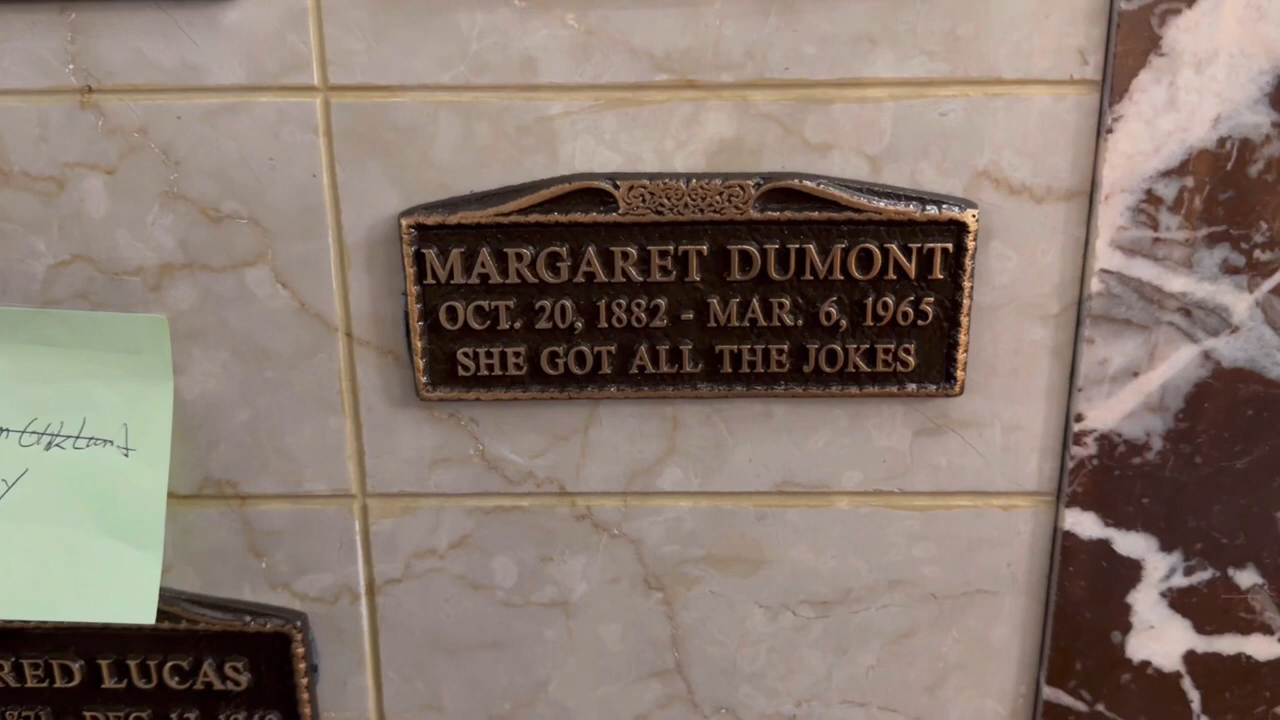 MARGARET DUMONT
OCT. 20, 1882 - MAR. 6, 1965
SHE GOT ALL THE JOKES
RED LUCAS